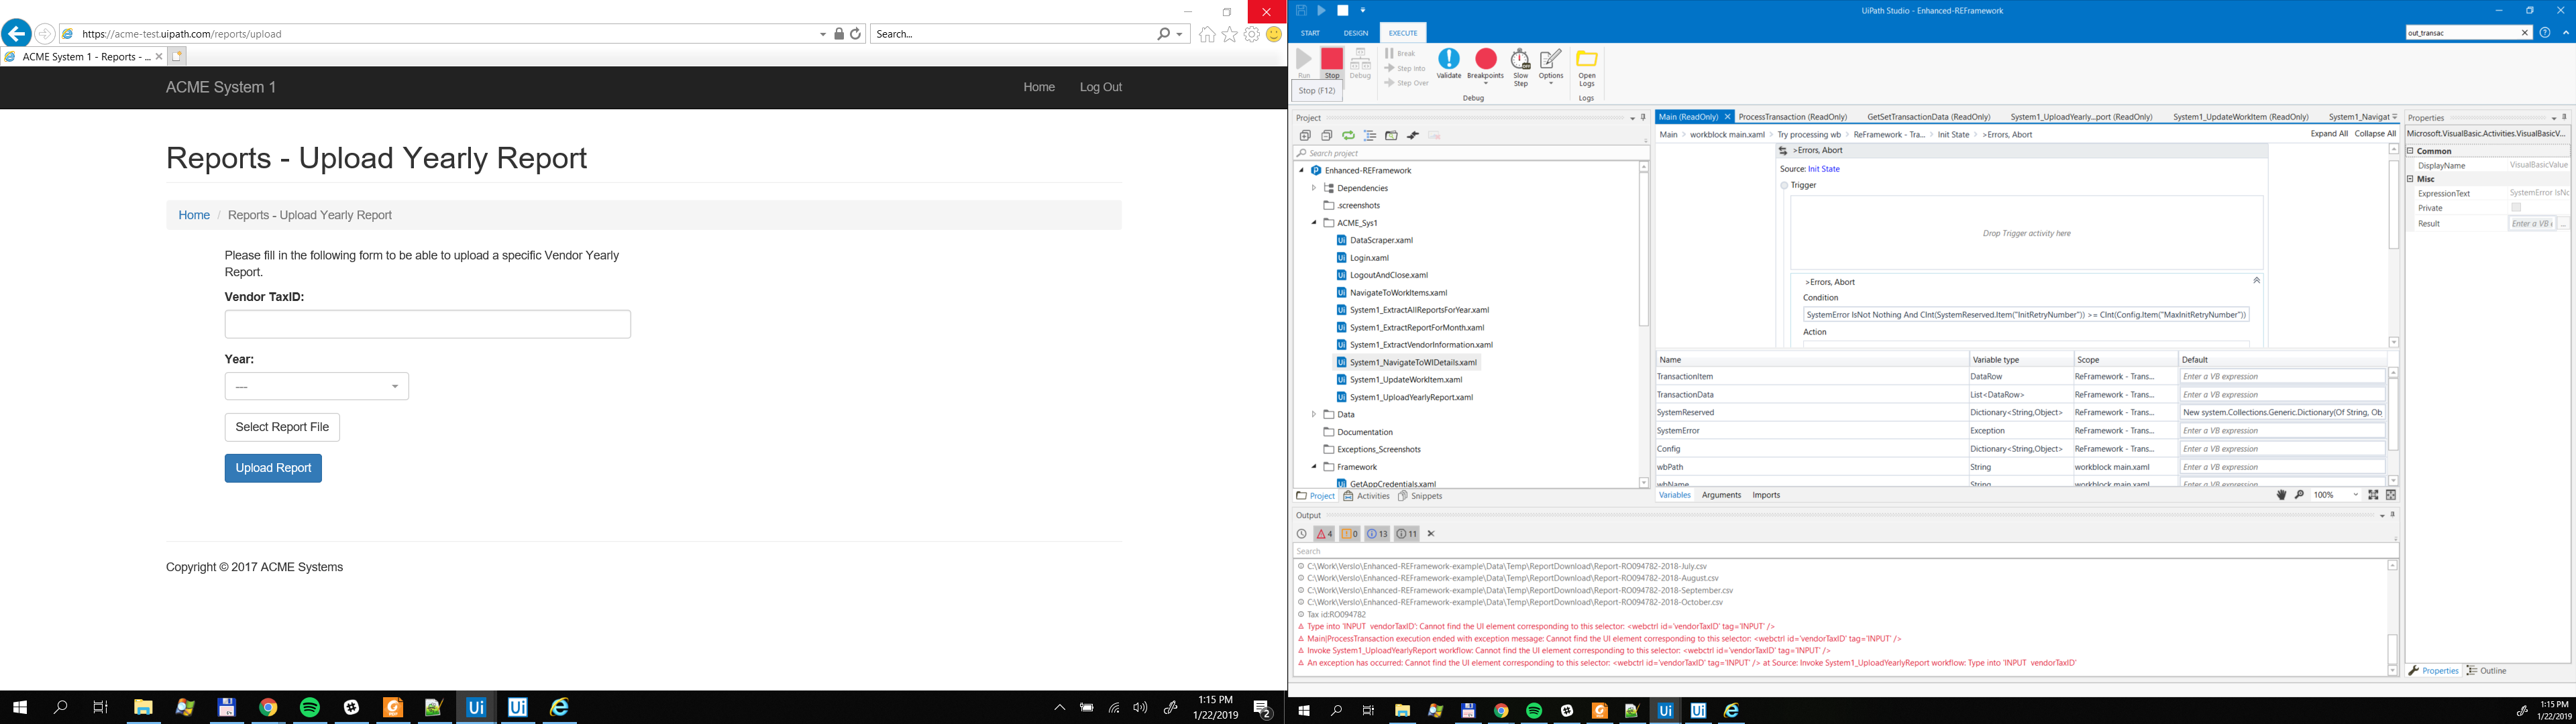 https://acme-test.uipath.com/reports/upload
Search...
ACME System 1 - Reports - ...
ACME System 1
Home
Log Out
Reports - Upload Yearly Report
Home / Reports - Upload Yearly Report
Please fill in the following form to be able to upload a specific Vendor Yearly
Report.
Vendor TaxID:
Year:
---
Select Report File
Upload Report
Copyright © 2017 ACME Systems
1:15 PM
1/22/2019
2
UiPath Studio - Enhanced-REFramework
START
DESIGN
EXECUTE
out_transac
Run
Stop
Debug
Break
Step Into
Step Over
Validate
Breakpoints
Slow
Step
Options
Open
Logs
Stop (F12)
Debug
Logs
Project
Search project
Enhanced-REFramework
Dependencies
.screenshots
ACME_Sys1
DataScraper.xaml
Login.xaml
LogoutAndClose.xaml
NavigateToWorkItems.xaml
System1_ExtractAllReportsForYear.xaml
System1_ExtractReportForMonth.xaml
System1_ExtractVendorInformation.xaml
System1_NavigateToWIDetails.xaml
System1_UpdateWorkItem.xaml
System1_UploadYearlyReport.xaml
Data
Documentation
Exceptions_Screenshots
Framework
GetAppCredentials.xaml
Project
Activities
Snippets
Main (ReadOnly)
ProcessTransaction (ReadOnly)
GetSetTransactionData (ReadOnly)
System1_UploadYearly...port (ReadOnly)
System1_UpdateWorkItem (ReadOnly)
System1_Navigat
Main > workblock main.xaml > Try processing wb > ReFramework - Tra... > Init State > >Errors, Abort
Expand All
Collapse All
>Errors, Abort
Source: Init State
Trigger
Drop Trigger activity here
>Errors, Abort
Condition
SystemError IsNot Nothing And CInt(SystemReserved.Item("InitRetryNumber")) >= CInt(Config.Item("MaxInitRetryNumber"))
Action
Name Variable type Scope Default
TransactionItem DataRow ReFramework - Trans... Enter a VB expression
TransactionData List<DataRow> ReFramework - Trans... Enter a VB expression
SystemReserved Dictionary<String,Object> ReFramework - Trans... New system.Collections.Generic.Dictionary(Of String, Ob
SystemError Exception ReFramework - Trans... Enter a VB expression
Config Dictionary<String,Object> ReFramework - Trans... Enter a VB expression
wbPath String workblock main.xaml Enter a VB expression
wbName String workblock main.xaml Enter a VB expression
Variables
Arguments
Imports
100%
Properties
Microsoft.VisualBasic.Activities.VisualBasicV...
Common
DisplayName VisualBasicValue
Misc
ExpressionText SystemError IsNo
Private
Result Enter a VB e ...
Properties
Outline
Output
4
0
13
11
Search
C:\Work\Verslo\Enhanced-REFramework-example\Data\Temp\ReportDownload\Report-RO094782-2018-July.csv
C:\Work\Verslo\Enhanced-REFramework-example\Data\Temp\ReportDownload\Report-RO094782-2018-August.csv
C:\Work\Verslo\Enhanced-REFramework-example\Data\Temp\ReportDownload\Report-RO094782-2018-September.csv
C:\Work\Verslo\Enhanced-REFramework-example\Data\Temp\ReportDownload\Report-RO094782-2018-October.csv
Tax id:RO094782
Type into 'INPUT vendorTaxID': Cannot find the UI element corresponding to this selector: <webctrl id='vendorTaxID' tag='INPUT' />
Main|ProcessTransaction execution ended with exception message: Cannot find the UI element corresponding to this selector: <webctrl id='vendorTaxID' tag='INPUT' />
Invoke System1_UploadYearlyReport workflow: Cannot find the UI element corresponding to this selector: <webctrl id='vendorTaxID' tag='INPUT' />
An exception has occurred: Cannot find the UI element corresponding to this selector: <webctrl id='vendorTaxID' tag='INPUT' /> at Source: Invoke System1_UploadYearlyReport workflow: Type into 'INPUT vendorTaxID'
1:15 PM
1/22/2019